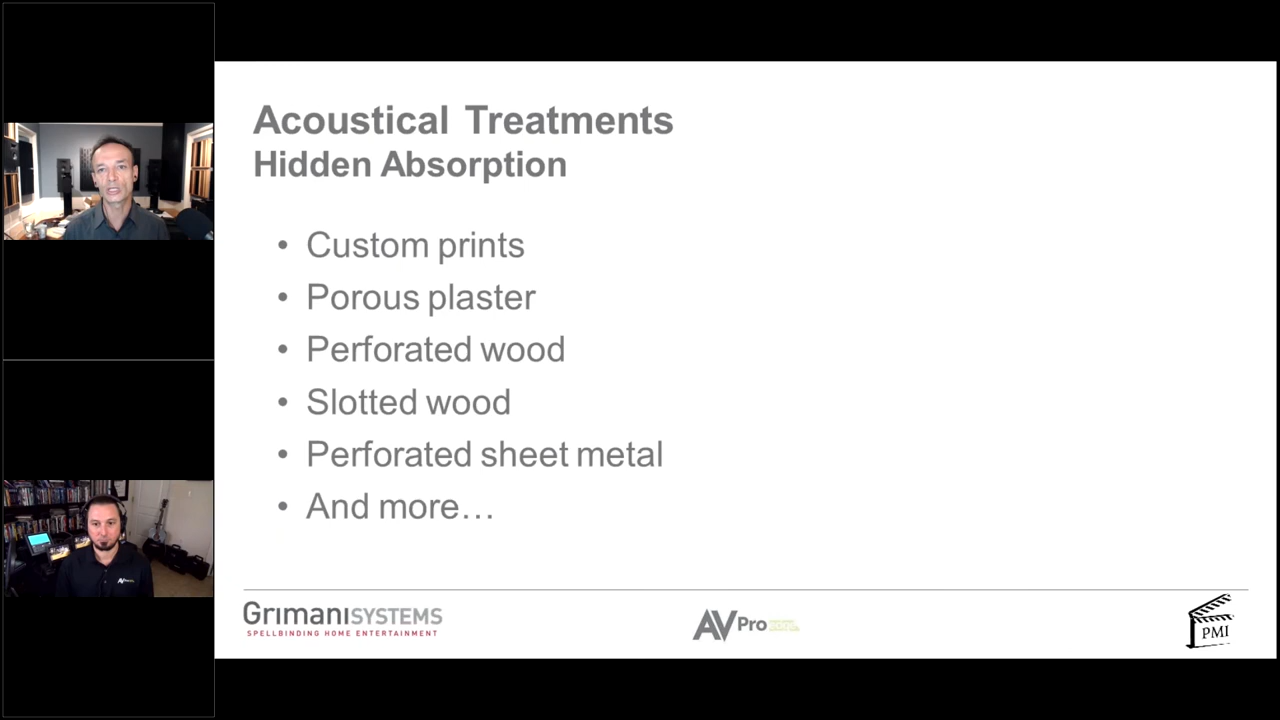 Acoustical Treatments
Hidden Absorption
• Custom prints
• Porous plaster
• Perforated wood
• Slotted wood
• Perforated sheet metal
• And more…
GrimaniSYSTEMS
SPELLBINDING HOME ENTERTAINMENT
AVPro
PMI